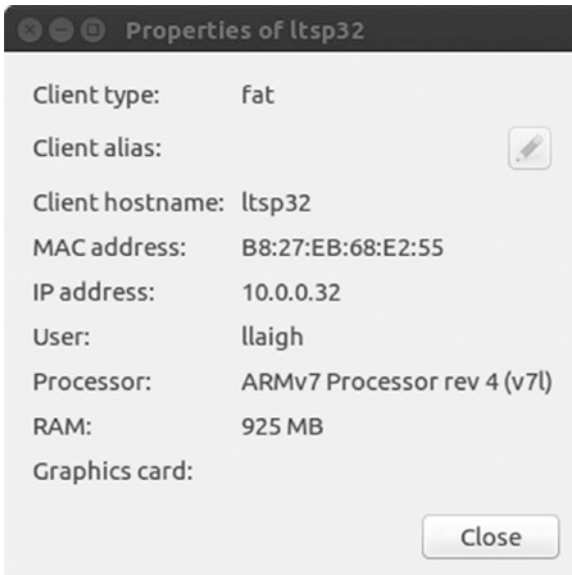 Properties of ltsp32
Client type: fat
Client alias:
Client hostname: ltsp32
MAC address: B8:27:EB:68:E2:55
IP address: 10.0.0.32
User: llaigh
Processor: ARMv7 Processor rev 4 (v7l)
RAM: 925 MB
Graphics card:
Close